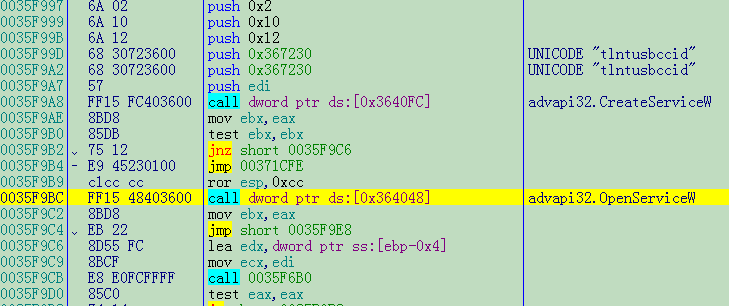 0035F997 6A 02 push 0x2
0035F999 6A 10 push 0x10
0035F99B 6A 12 push 0x12
0035F99D 68 30723600 push 0x367230 UNICODE "tlntusbccid"
0035F9A2 68 30723600 push 0x367230 UNICODE "tlntusbccid"
0035F9A7 57 push edi
0035F9A8 FF15 FC403600 call dword ptr ds:[0x3640FC] advapi32.CreateServiceW
0035F9AE 8BD8 mov ebx,eax
0035F9B0 85DB test ebx,ebx
0035F9B2 75 12 jnz short 0035F9C6
0035F9B4 - E9 45230100 jmp 00371CFE
0035F9B9 c1cc cc ror esp,0xcc
0035F9BC FF15 48403600 call dword ptr ds:[0x364048] advapi32.OpenServiceW
0035F9C2 8BD8 mov ebx,eax
0035F9C4 EB 22 jmp short 0035F9E8
0035F9C6 8D55 FC lea edx,dword ptr ss:[ebp-0x4]
0035F9C9 8BCF mov ecx,edi
0035F9CB E8 E0FCFFFF call 0035F6B0
0035F9D0 85C0 test eax,eax